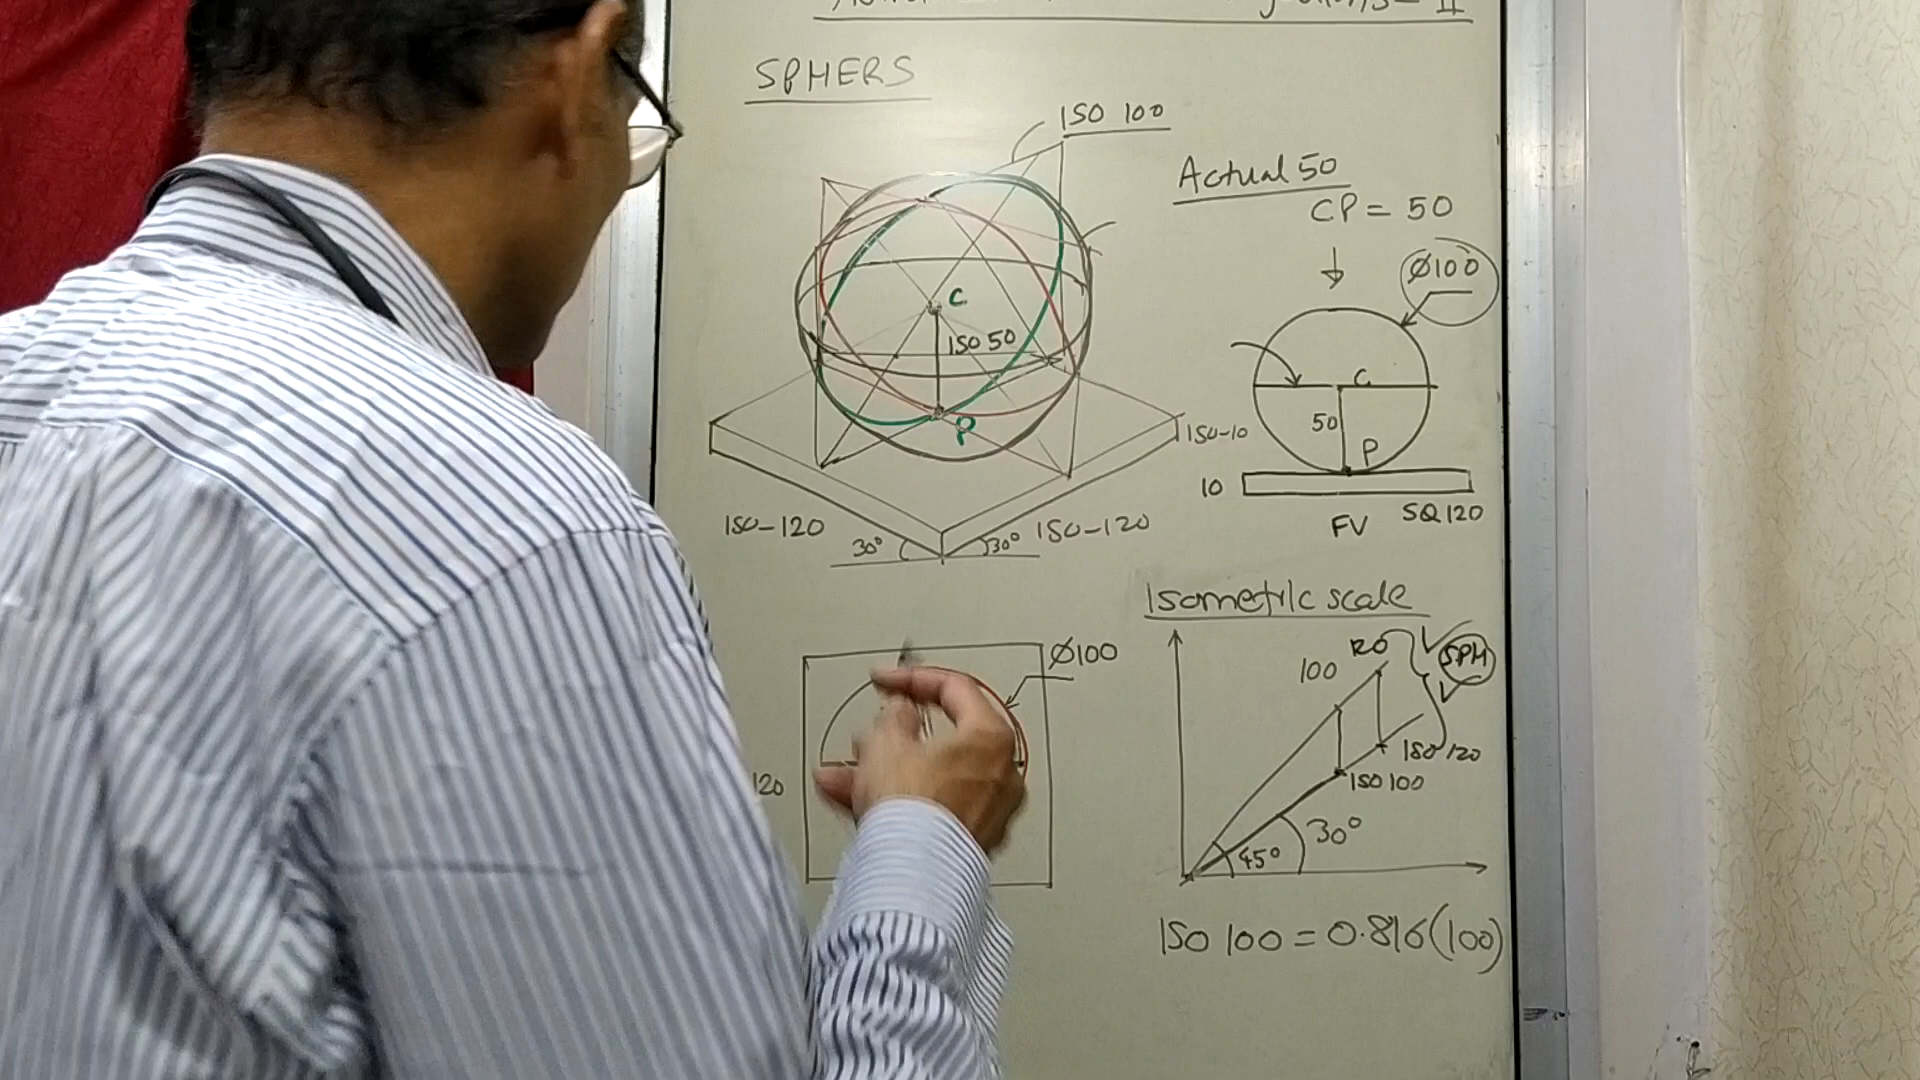 SPHERS
ISO 100
Actual 50
CP = 50
Ø100
C
ISO 50
P
C
50
P
10
SQ 120
FV
ISO-10
ISO-120
30°
30°
ISO-120
Isometric scale
Ø100
120
100
SPH
ISO 120
ISO 100
30°
45°
ISO 100 = 0.816(100)